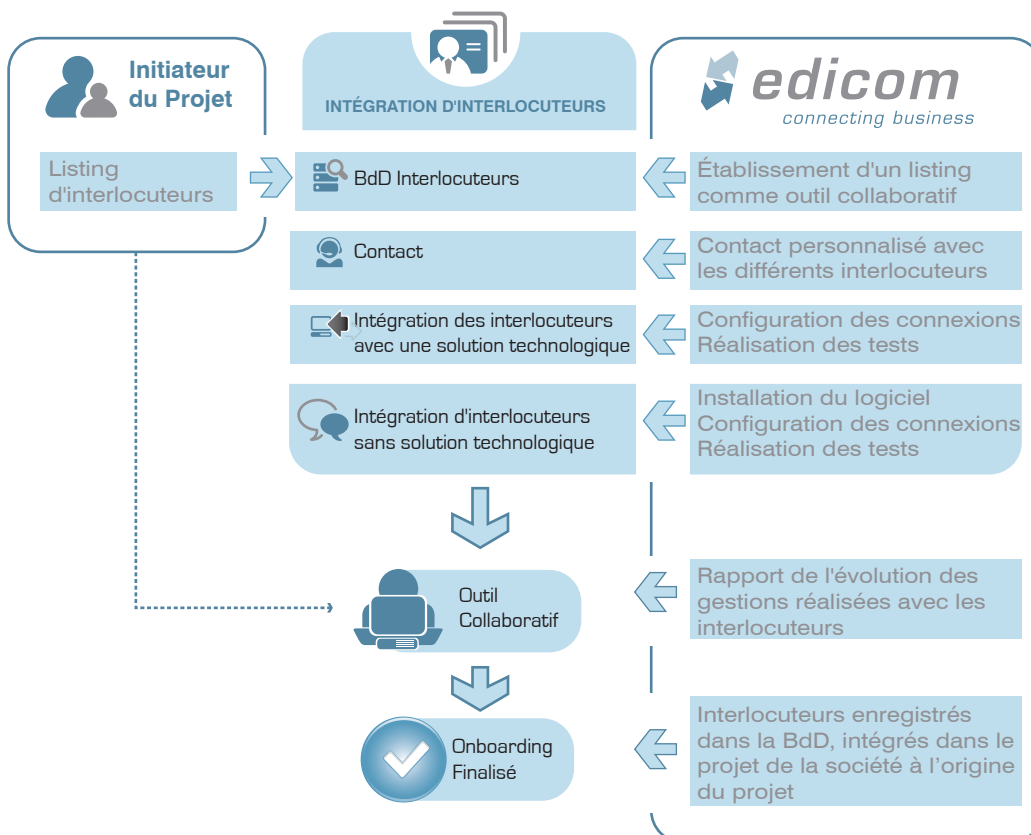 Initiateur
du Projet
INTÉGRATION D'INTERLOCUTEURS
edicom
connecting business
Listing
d'interlocuteurs
BdD Interlocuteurs
Établissement d'un listing
comme outil collaboratif
Contact
Contact personnalisé avec
les différents interlocuteurs
Intégration des interlocuteurs
avec une solution technologique
Configuration des connexions
Réalisation des tests
Intégration d'interlocuteurs
sans solution technologique
Installation du logiciel
Configuration des connexions
Réalisation des tests
Outil
Collaboratif
Rapport de l'évolution des
gestions réalisées avec les
interlocuteurs
Onboarding
Finalisé
Interlocuteurs enregistrés
dans la BdD, intégrés dans le
projet de la société à l’origine
du projet